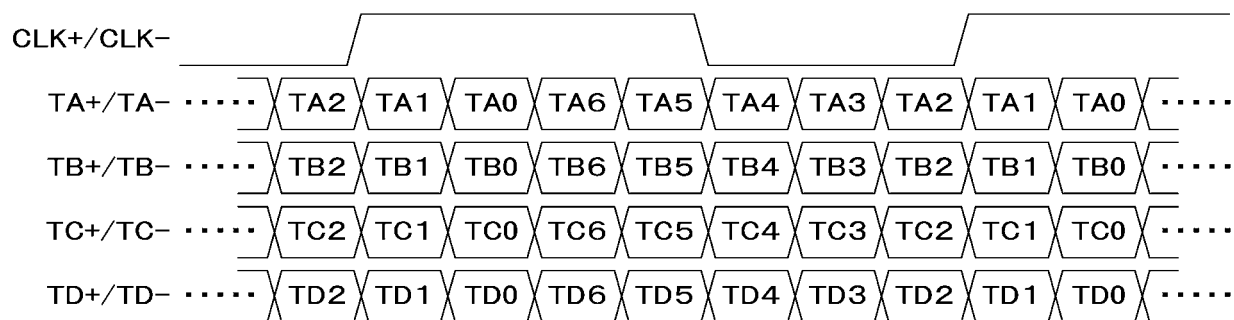 CLK+/CLK-
TA+/TA- ····· TA2 TA1 TA0 TA6 TA5 TA4 TA3 TA2 TA1 TA0 ·····
TB+/TB- ····· TB2 TB1 TB0 TB6 TB5 TB4 TB3 TB2 TB1 TB0 ·····
TC+/TC- ····· TC2 TC1 TC0 TC6 TC5 TC4 TC3 TC2 TC1 TC0 ·····
TD+/TD- ····· TD2 TD1 TD0 TD6 TD5 TD4 TD3 TD2 TD1 TD0 ·····